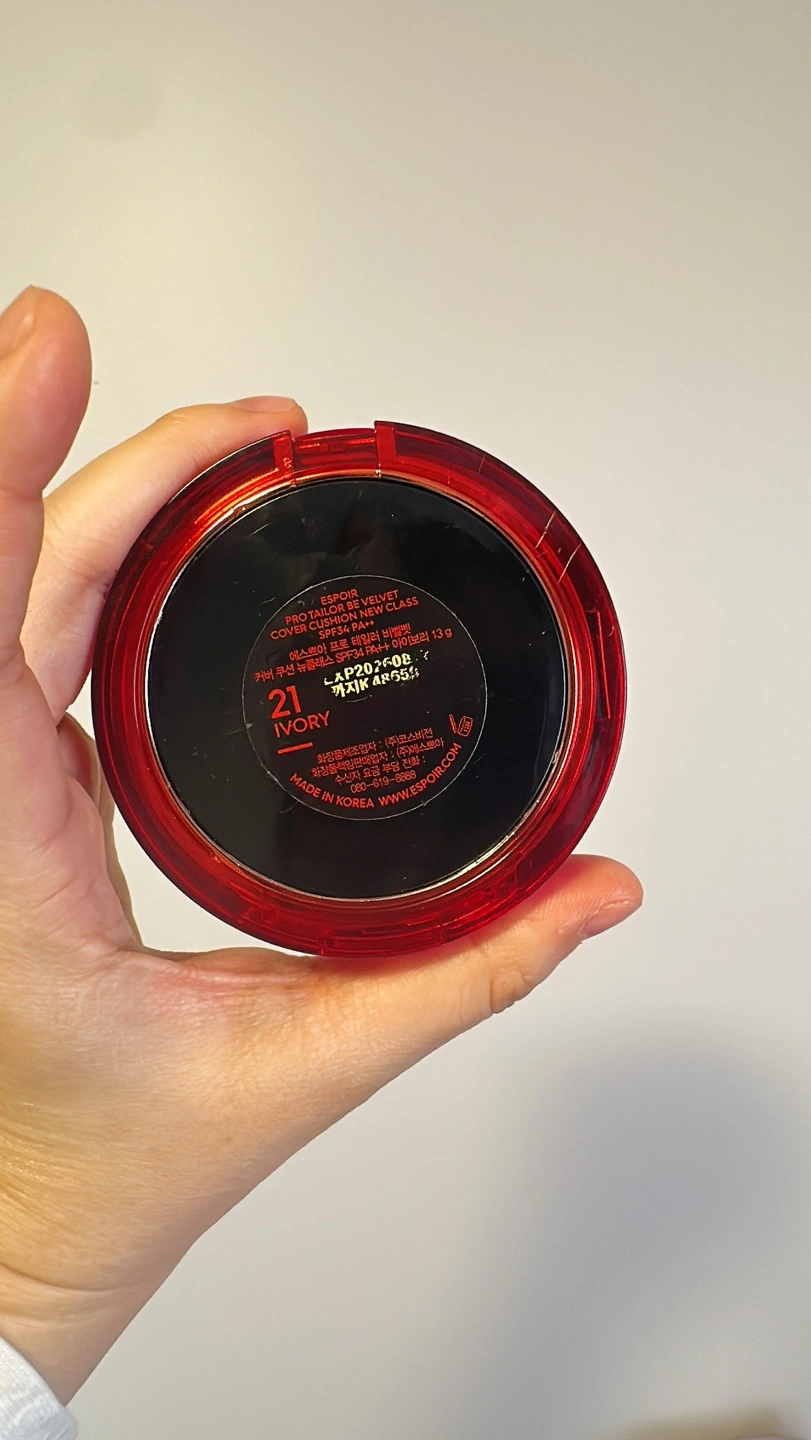 ESPOIR
PRO TAILOR BE VELVET
COVER CUSHION NEW CLASS
SPF34 PA++
에스쁘아 프로 테일러 비벨벳
커버 쿠션 뉴클래스 SPF34 PA++ 아이보리 13 g
21
IVORY
화장품제조업자 : (주)코스비전
화장품책임판매업자 : (주)에스쁘아
수신자 요금 부담 전화 :
080-619-8888
MADE IN KOREA WWW.ESPOIR.COM